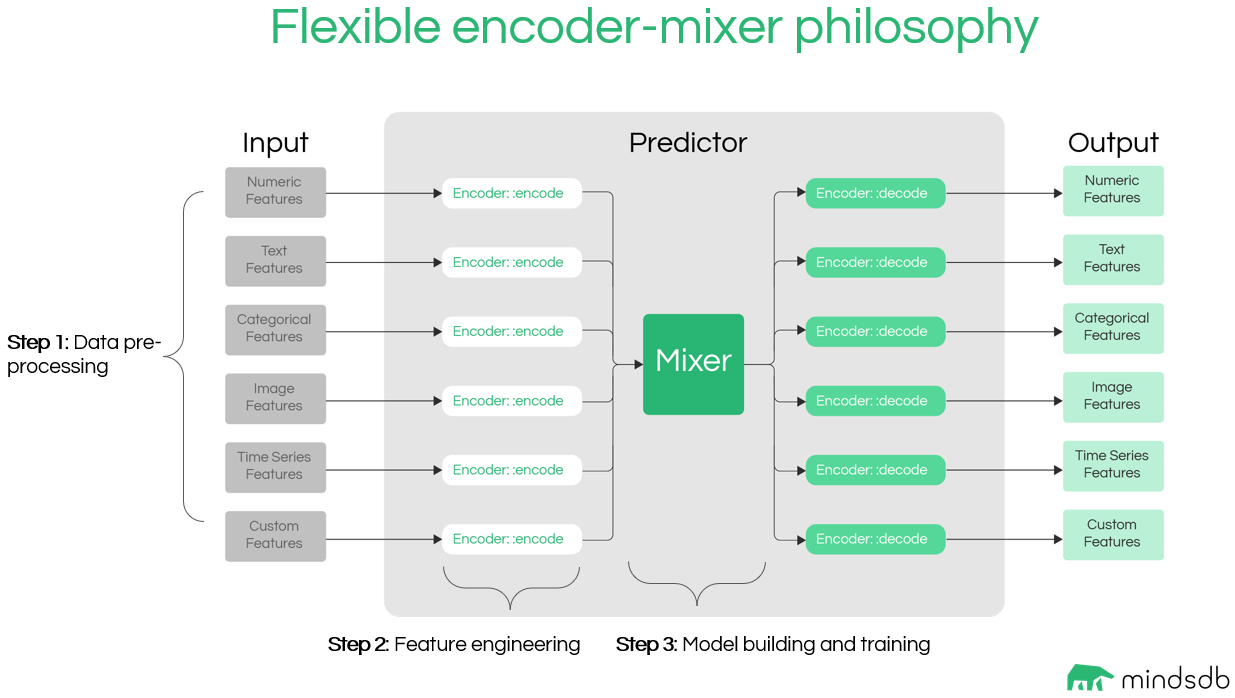 Flexible encoder-mixer philosophy
Input
Predictor
Output
Numeric
Features
Encoder: :encode
Encoder: :decode
Numeric
Features
Text
Features
Encoder: :encode
Encoder: :decode
Text
Features
Categorical
Features
Encoder: :encode
Encoder: :decode
Categorical
Features
Step 1: Data pre-
processing
Mixer
Image
Features
Encoder: :encode
Encoder: :decode
Image
Features
Time Series
Features
Encoder: :encode
Encoder: :decode
Time Series
Features
Custom
Features
Encoder: :encode
Encoder: :decode
Custom
Features
Step 2: Feature engineering
Step 3: Model building and training
mindsdb